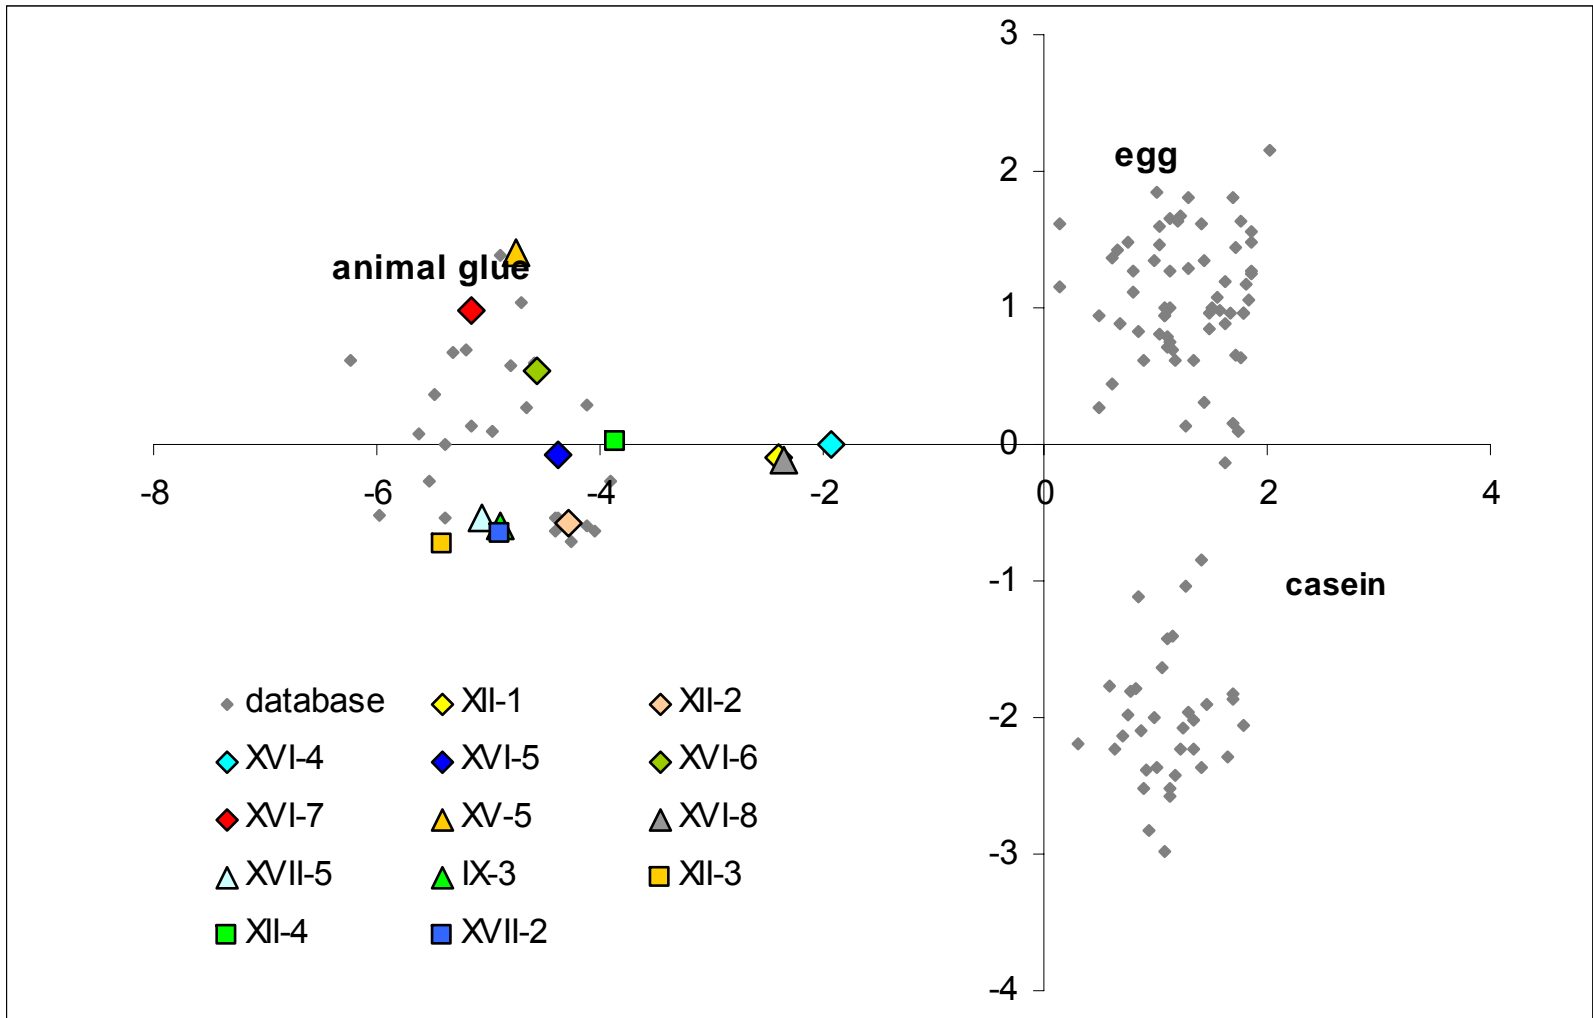 3
egg
2
animal glue
1
0
-8 -6 -4 -2 0 2 4
-1
casein
database XII-1 XII-2
-2
XVI-4 XVI-5 XVI-6
XVI-7 XV-5 XVI-8
-3
XVII-5 IX-3 XII-3
XII-4 XVII-2
-4